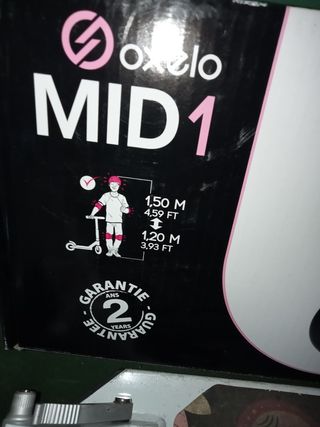 oxelo
MID 1
1,50 M
4,59 FT
1,20 M
3,93 FT
GARANTIE · GUARANTEE ·
ANS
2
YEARS